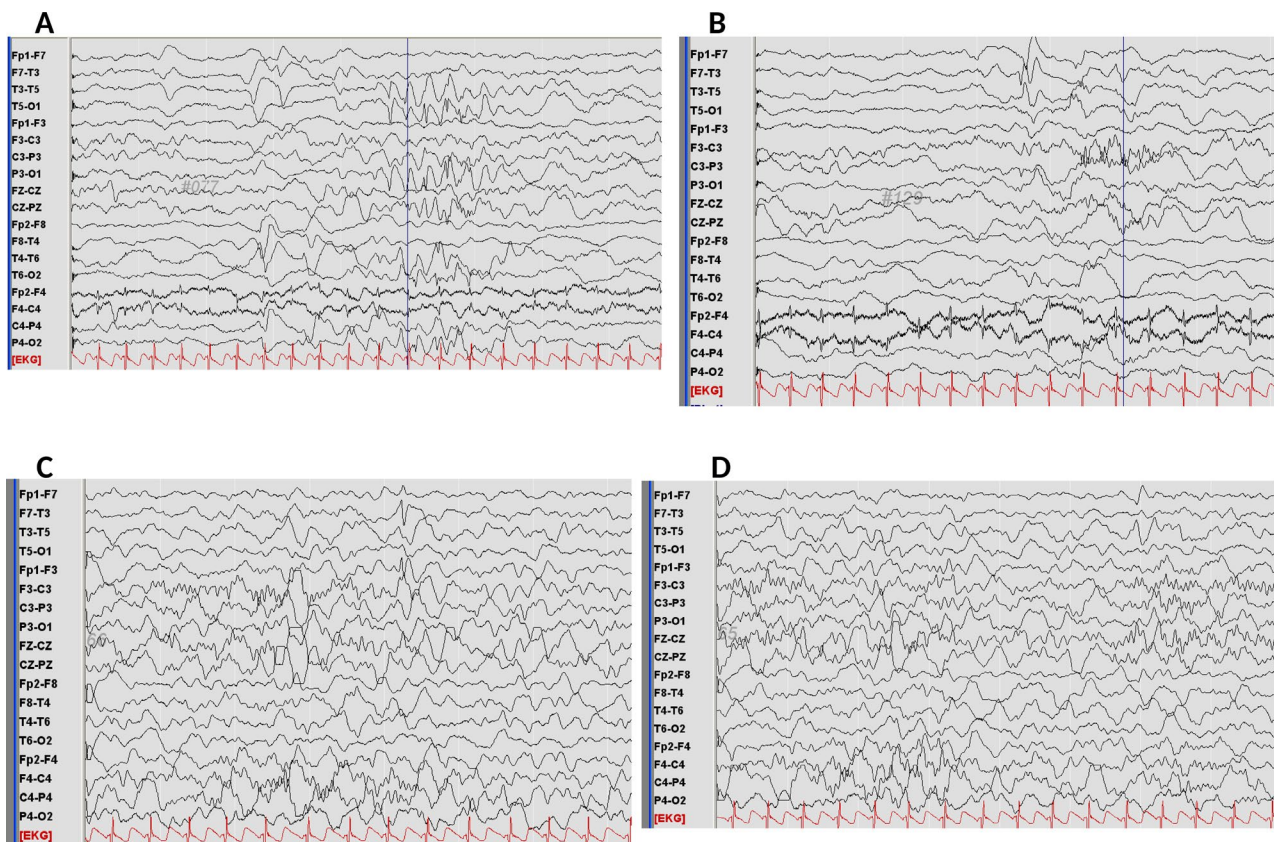 A
Fp1-F7
F7-T3
T3-T5
T5-O1
Fp1-F3
F3-C3
C3-P3
P3-O1
FZ-CZ #077
CZ-PZ
Fp2-F8
F8-T4
T4-T6
T6-O2
Fp2-F4
F4-C4
C4-P4
P4-O2
[EKG]
B
Fp1-F7
F7-T3
T3-T5
T5-O1
Fp1-F3
F3-C3
C3-P3
P3-O1
FZ-CZ #129
CZ-PZ
Fp2-F8
F8-T4
T4-T6
T6-O2
Fp2-F4
F4-C4
C4-P4
P4-O2
[EKG]
C
Fp1-F7
F7-T3
T3-T5
T5-O1
Fp1-F3
F3-C3
C3-P3
P3-O1
66
FZ-CZ
CZ-PZ
Fp2-F8
F8-T4
T4-T6
T6-O2
Fp2-F4
F4-C4
C4-P4
P4-O2
[EKG]
D
Fp1-F7
F7-T3
T3-T5
T5-O1
Fp1-F3
F3-C3
C3-P3
P3-O1
65
FZ-CZ
CZ-PZ
Fp2-F8
F8-T4
T4-T6
T6-O2
Fp2-F4
F4-C4
C4-P4
P4-O2
[EKG]